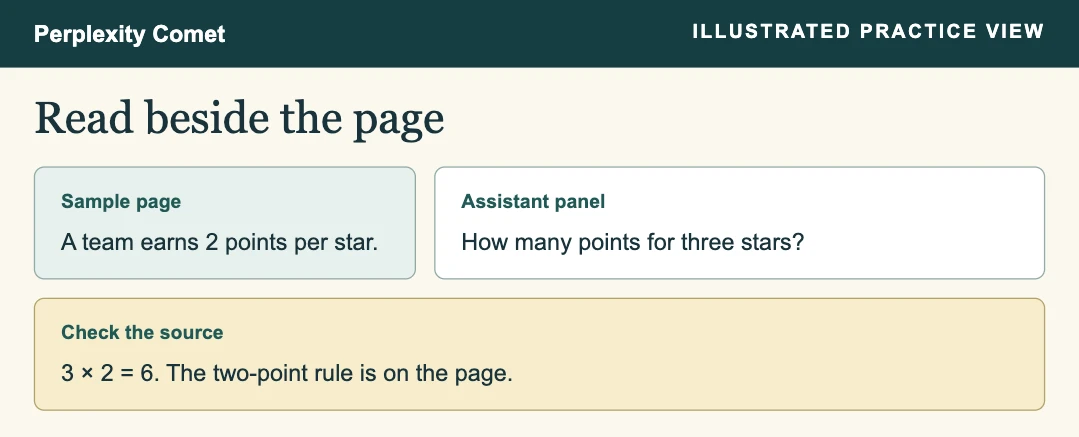 Perplexity Comet
ILLUSTRATED PRACTICE VIEW
Read beside the page
Sample page
A team earns 2 points per star.
Assistant panel
How many points for three stars?
Check the source
3 × 2 = 6. The two-point rule is on the page.